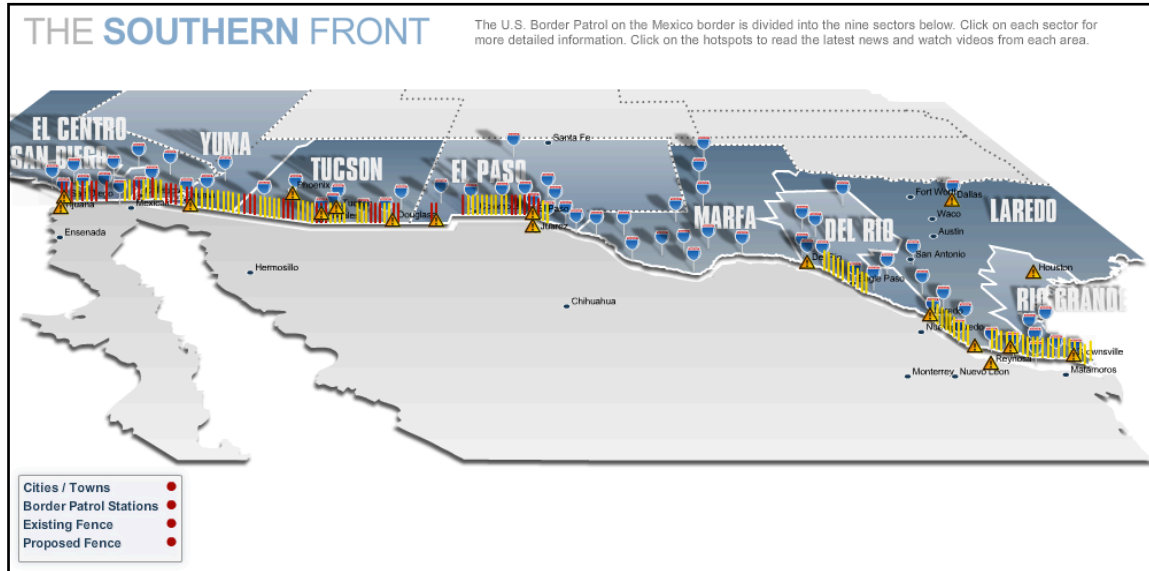 THE SOUTHERN FRONT
The U.S. Border Patrol on the Mexico border is divided into the nine sectors below. Click on each sector for
more detailed information. Click on the hotspots to read the latest news and watch videos from each area.
EL CENTRO
SAN DIEGO
YUMA
TUCSON
EL PASO
MARFA
DEL RIO
LAREDO
RIO GRANDE
Santa Fe
Phoenix
Douglas
Juarez
Ensenada
Hermosillo
Chihuahua
Fort Worth
Dallas
Waco
Austin
San Antonio
Houston
Reynosa
Monterrey
Nuevo Leon
Matamoros
Cities / Towns
Border Patrol Stations
Existing Fence
Proposed Fence